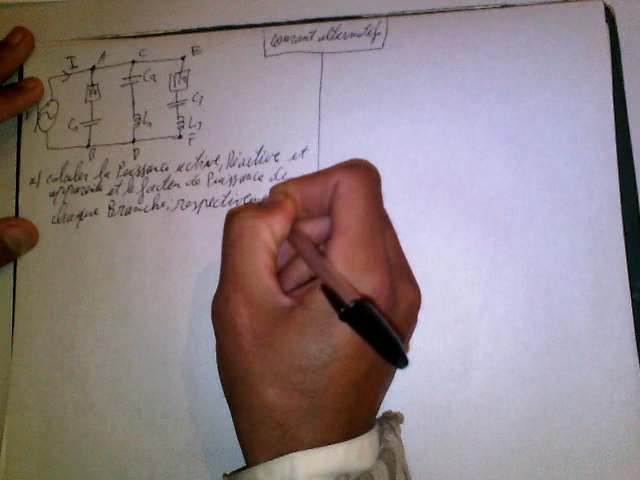 courant alternatif
I A C E
R1 C2
C1 L1 C3
L3
B D F
a) calculer la Puissance active, Réactive et
apparente et le facteur de Puissance de
chaque Branche; respectivem